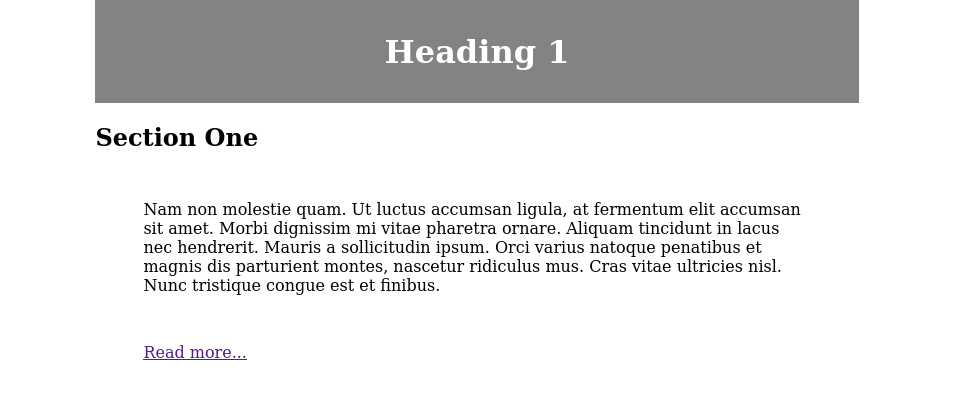 Heading 1
Section One
Nam non molestie quam. Ut luctus accumsan ligula, at fermentum elit accumsan
sit amet. Morbi dignissim mi vitae pharetra ornare. Aliquam tincidunt in lacus
nec hendrerit. Mauris a sollicitudin ipsum. Orci varius natoque penatibus et
magnis dis parturient montes, nascetur ridiculus mus. Cras vitae ultricies nisl.
Nunc tristique congue est et finibus.
Read more...